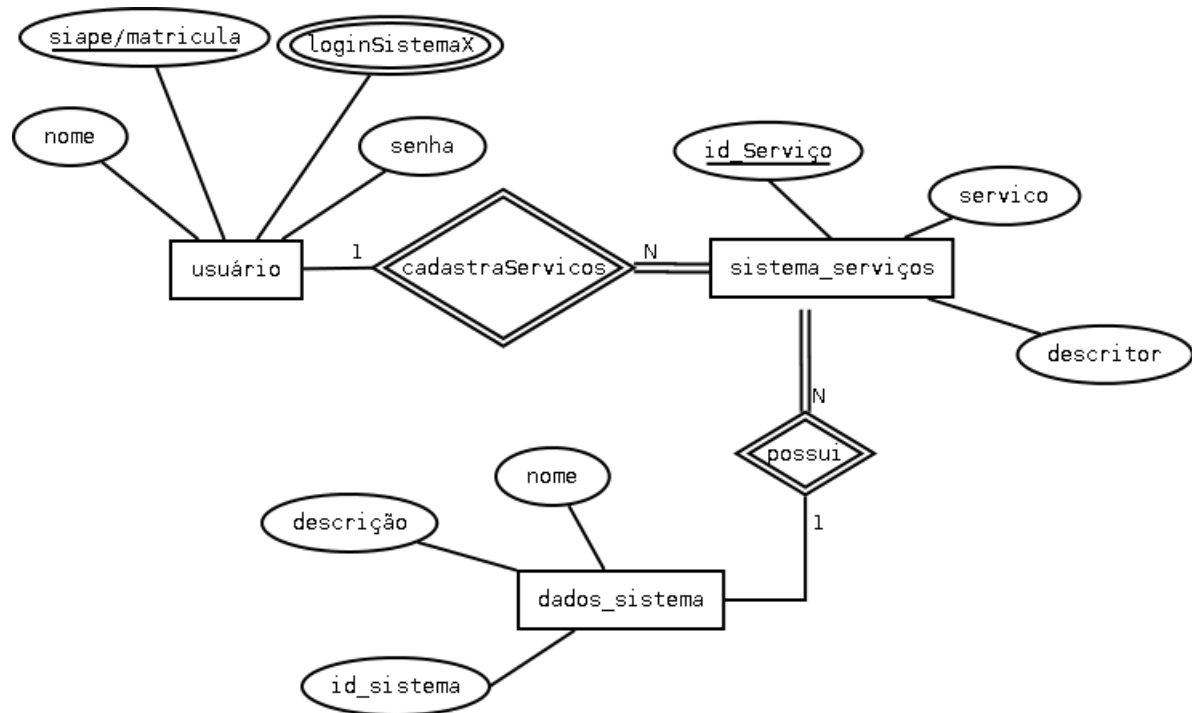 siape/matricula
loginSistemaX
nome
senha
id_Serviço
servico
usuário
1
cadastraServicos
N
sistema_serviços
descritor
N
possui
nome
descrição
1
dados_sistema
id_sistema